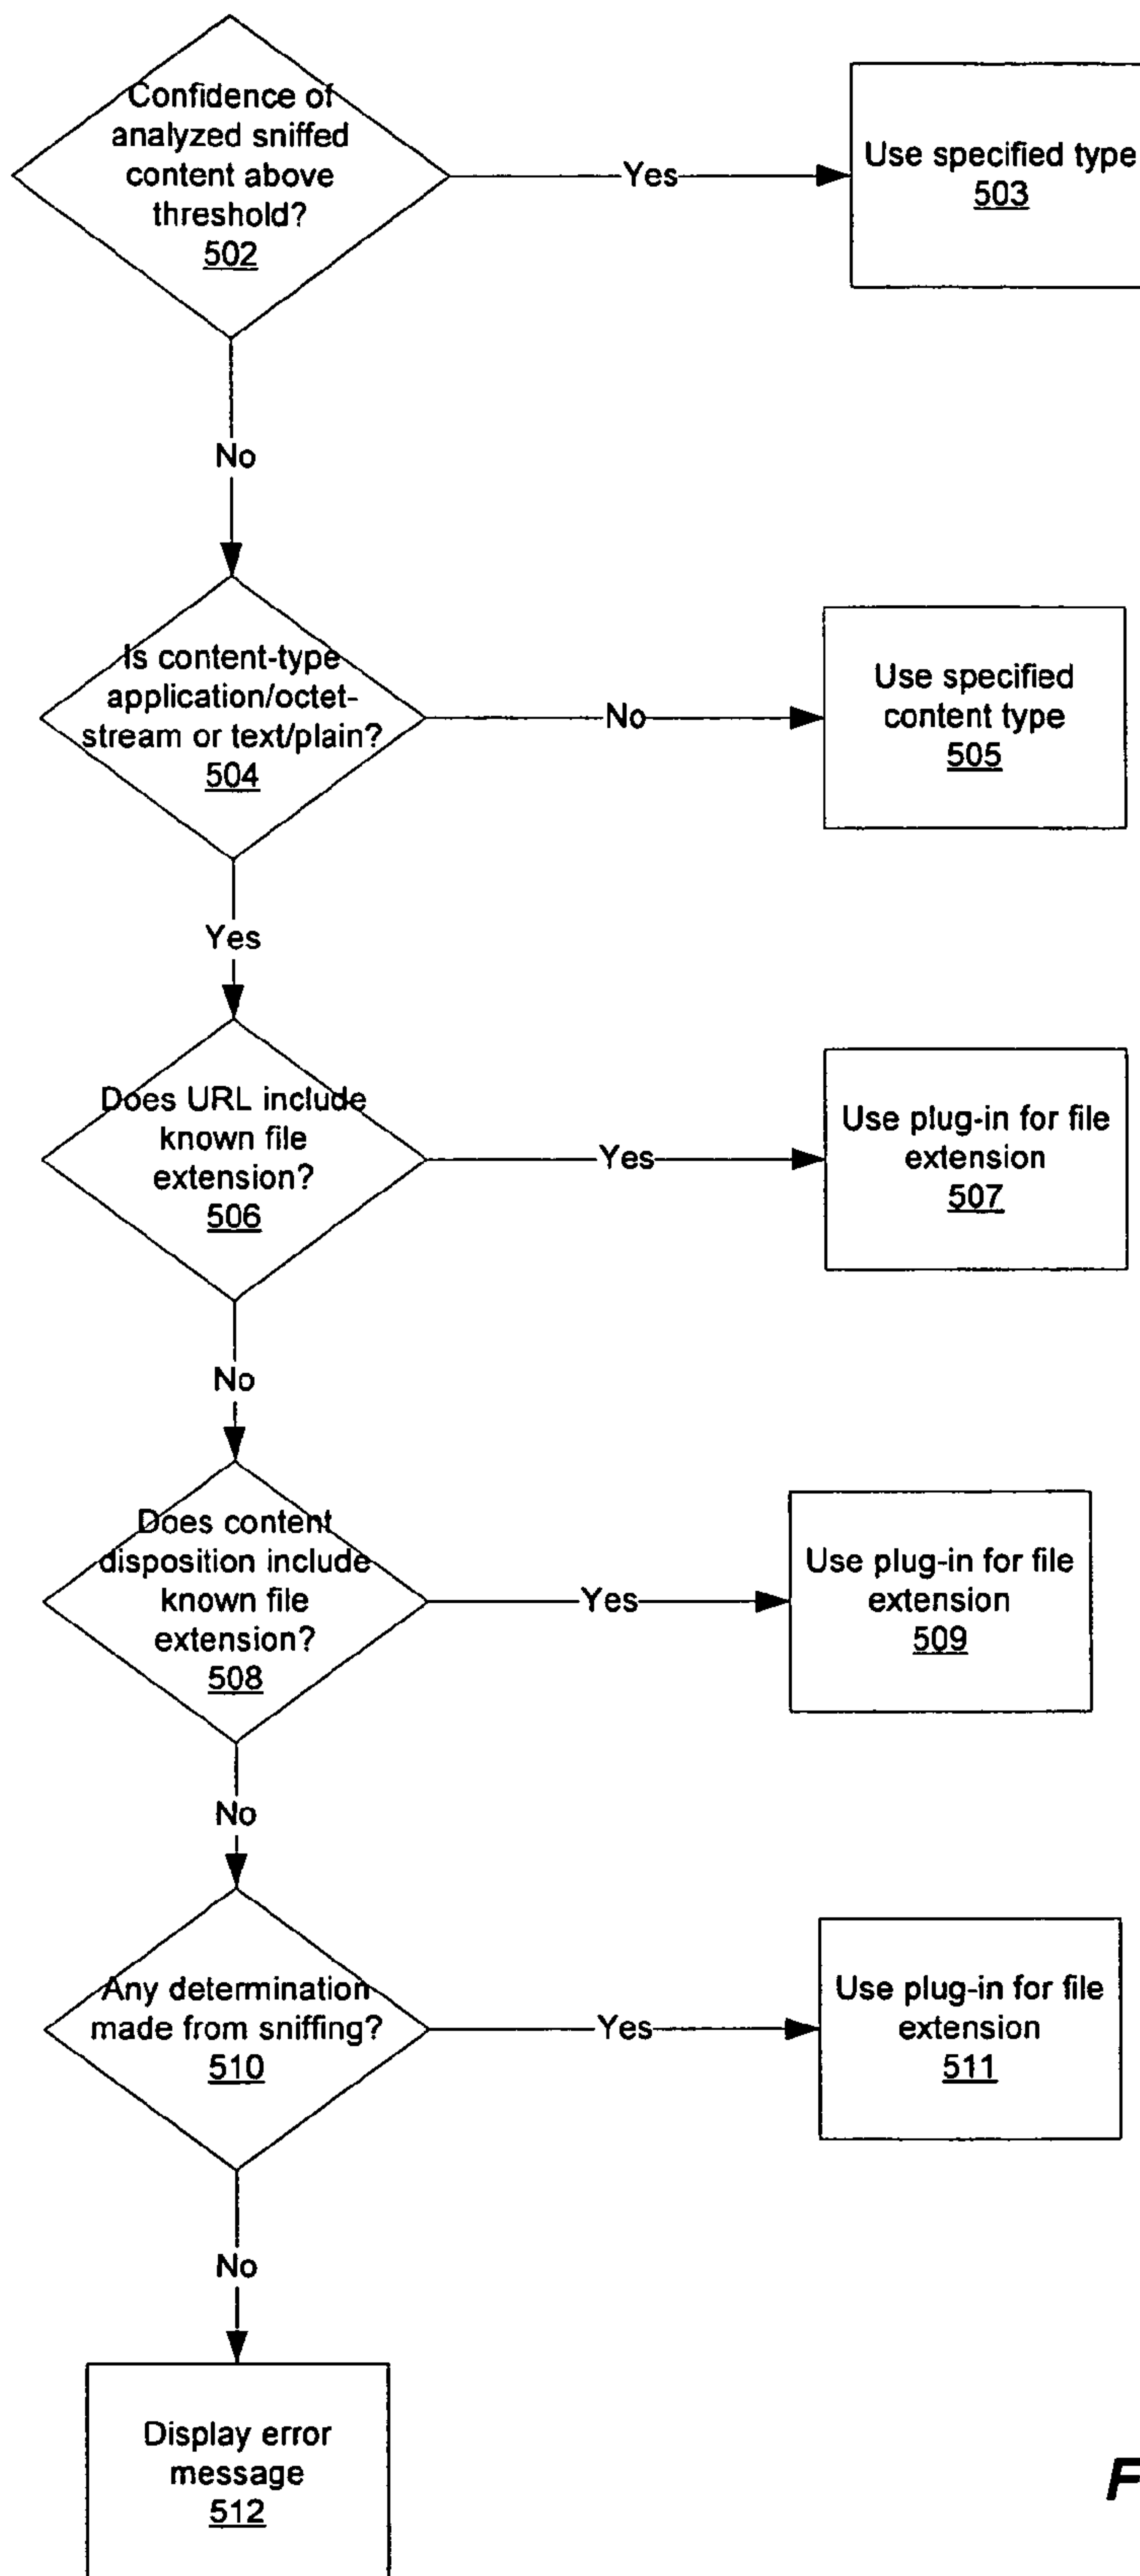 Confidence of
analyzed sniffed
content above
threshold?
502
Yes
Use specified type
503
No
Is content-type
application/octet-
stream or text/plain?
504
No
Use specified
content type
505
Yes
Does URL include
known file
extension?
506
Yes
Use plug-in for file
extension
507
No
Does content
disposition include
known file
extension?
508
Yes
Use plug-in for file
extension
509
No
Any determination
made from sniffing?
510
Yes
Use plug-in for file
extension
511
No
Display error
message
512
F